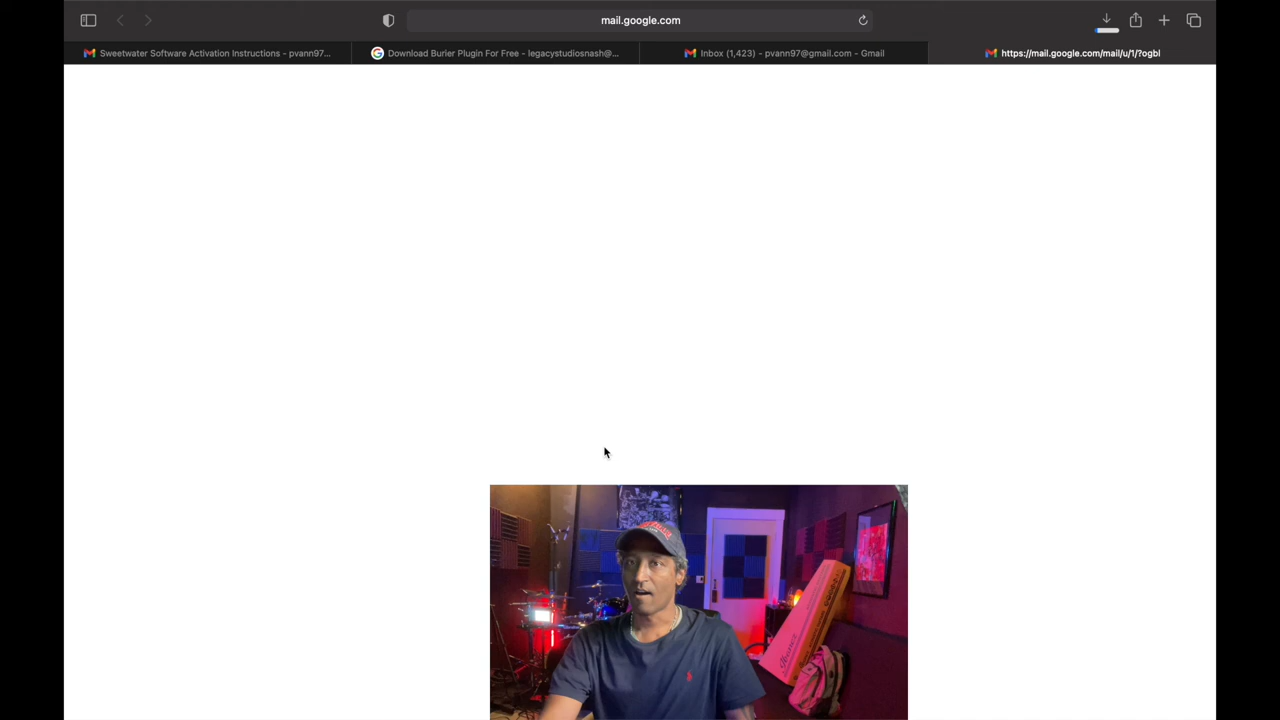 mail.google.com
Sweetwater Software Activation Instructions - pvann97...
Download Burier Plugin For Free - legacystudiosnash@...
Inbox (1,423) - pvann97@gmail.com - Gmail
https://mail.google.com/mail/u/1/?ogbl
Ibanez